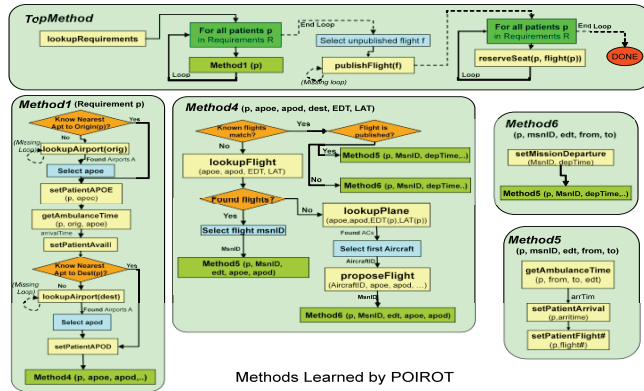 TopMethod
lookupRequirements
For all patients p
in Requirements R
End Loop
Method1 (p)
Loop
Select unpublished flight f
publishFlight(f)
(Missing loop)
For all patients p
in Requirements R
End Loop
reserveSeat(p, flight(p))
Loop
DONE
Method1 (Requirement p)
Know Nearest
Apt to Origin(p)?
Yes
No
(Missing
Loop)
lookupAirport(orig)
Found Airports A
Select apoe
setPatientAPOE
(p, apoe)
getAmbulanceTime
(p, orig, apoe)
arrivalTime
setPatientAvailI
Know Nearest
Apt to Dest(p)?
Yes
No
(Missing
Loop)
lookupAirport(dest)
Found Airports A
Select apod
setPatientAPOD
Method4 (p, apoe, apod,..)
Method4
(p, apoe, apod, dest, EDT, LAT)
Known flights
match?
Yes
Flight is
published?
No
Yes
lookupFlight
(apoe, apod, EDT, LAT)
Method5 (p, MsnID, depTime,..)
No
Method6 (p, MsnID, depTime..)
Found flights?
Yes
No
Select flight msnID
MsnID
Method5 (p, MsnID,
edt, apoe, apod)
lookupPlane
(apoe,apod,EDT(p),LAT(p))
Found ACs
Select first Aircraft
AircraftID
proposeFlight
(AircraftID, apoe, apod, ...)
MsnID
Method6 (p, MsnID, edt, apoe, apod)
Method6
(p, msnID, edt, from, to)
setMissionDeparture
(MsnID, depTime)
Method5 (p, MsnID, depTime,..)
Method5
(p, msnID, edt, from, to)
getAmbulanceTime
(p, from, to, edt)
arrTim
setPatientArrival
(p,arritime)
setPatientFlight#
(p.flight#)
Methods Learned by POIROT